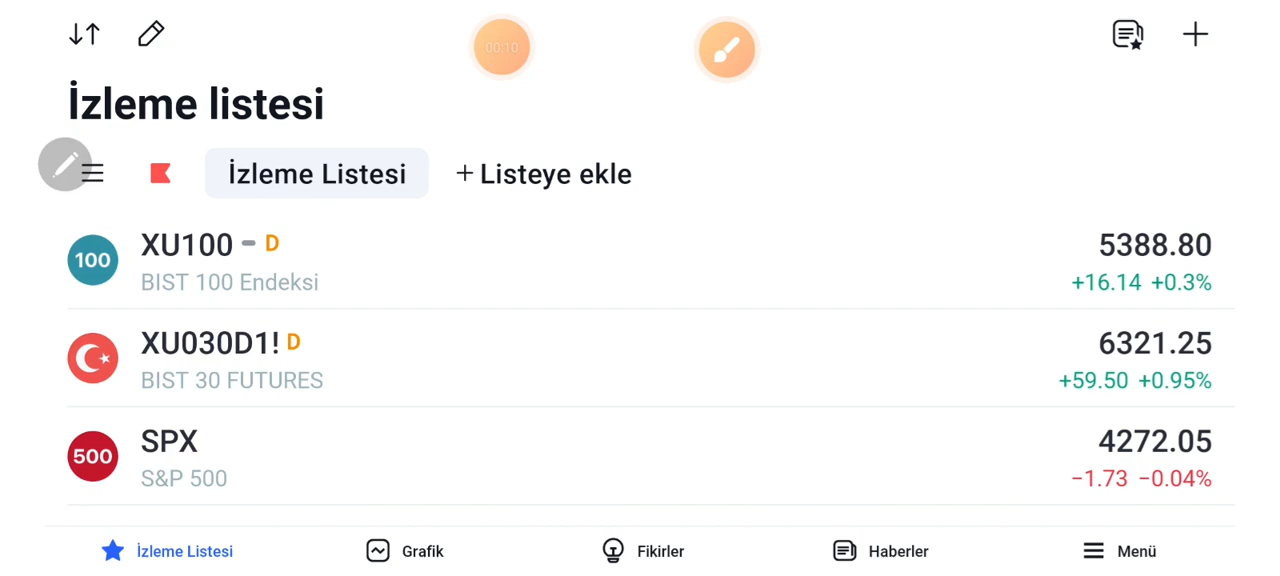 00:10
İzleme listesi
İzleme Listesi + Listeye ekle
100 XU100 D 5388.80
BIST 100 Endeksi +16.14 +0.3%
XU030D1! D 6321.25
BIST 30 FUTURES +59.50 +0.95%
500 SPX 4272.05
S&P 500 −1.73 −0.04%
İzleme Listesi Grafik Fikirler Haberler Menü